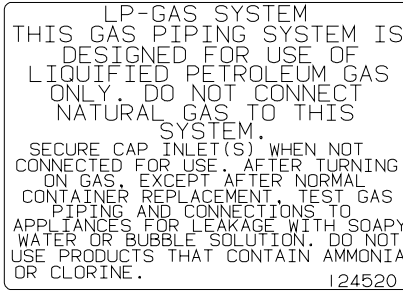 LP-GAS SYSTEM
THIS GAS PIPING SYSTEM IS
DESIGNED FOR USE OF
LIQUIFIED PETROLEUM GAS
ONLY. DO NOT CONNECT
NATURAL GAS TO THIS
SYSTEM.
SECURE CAP INLET(S) WHEN NOT
CONNECTED FOR USE. AFTER TURNING
ON GAS, EXCEPT AFTER NORMAL
CONTAINER REPLACEMENT, TEST GAS
PIPING AND CONNECTIONS TO
APPLIANCES FOR LEAKAGE WITH SOAPY
WATER OR BUBBLE SOLUTION. DO NOT
USE PRODUCTS THAT CONTAIN AMMONIA
OR CLORINE.
124520